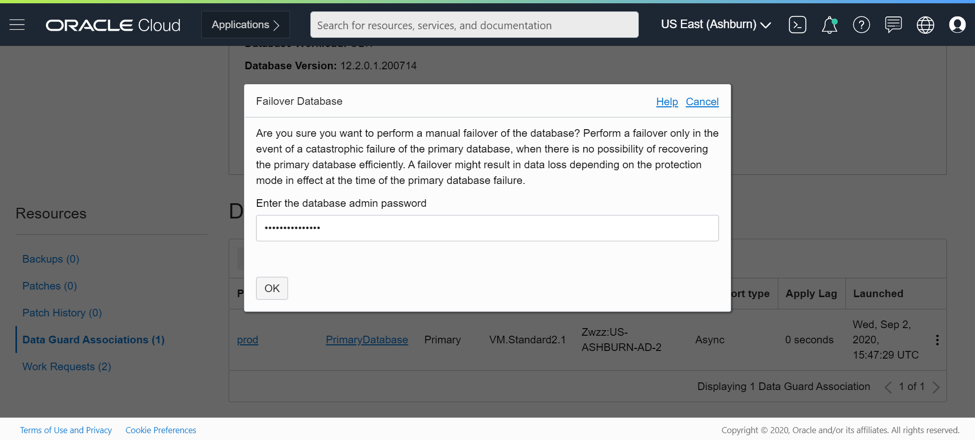 ORACLE Cloud
Applications
Search for resources, services, and documentation
US East (Ashburn)
Database Version: 12.2.0.1.200714
Failover Database
Help Cancel
Are you sure you want to perform a manual failover of the database? Perform a failover only in the
event of a catastrophic failure of the primary database, when there is no possibility of recovering
the primary database efficiently. A failover might result in data loss depending on the protection
mode in effect at the time of the primary database failure.
Enter the database admin password
•••••••••••••••
OK
Resources
Backups (0)
Patches (0)
Patch History (0)
Data Guard Associations (1)
Work Requests (2)
D
P
ort type Apply Lag Launched
prod PrimaryDatabase Primary VM.Standard2.1 Zwzz:US-
ASHBURN-AD-2 Async 0 seconds Wed, Sep 2,
2020,
15:47:29 UTC
Displaying 1 Data Guard Association 1 of 1
Terms of Use and Privacy Cookie Preferences
Copyright © 2020, Oracle and/or its affiliates. All rights reserved.